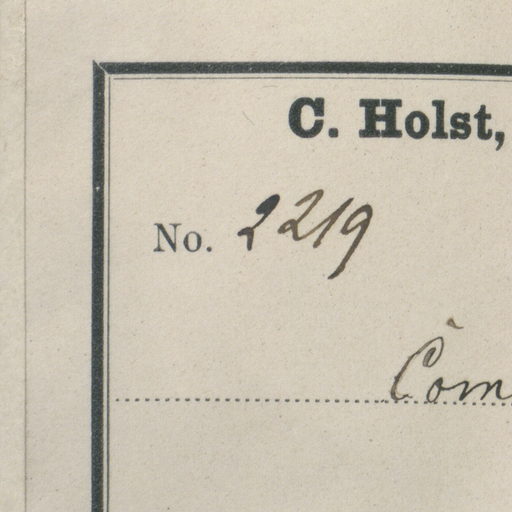 C. Holst,
No. 2219
Com